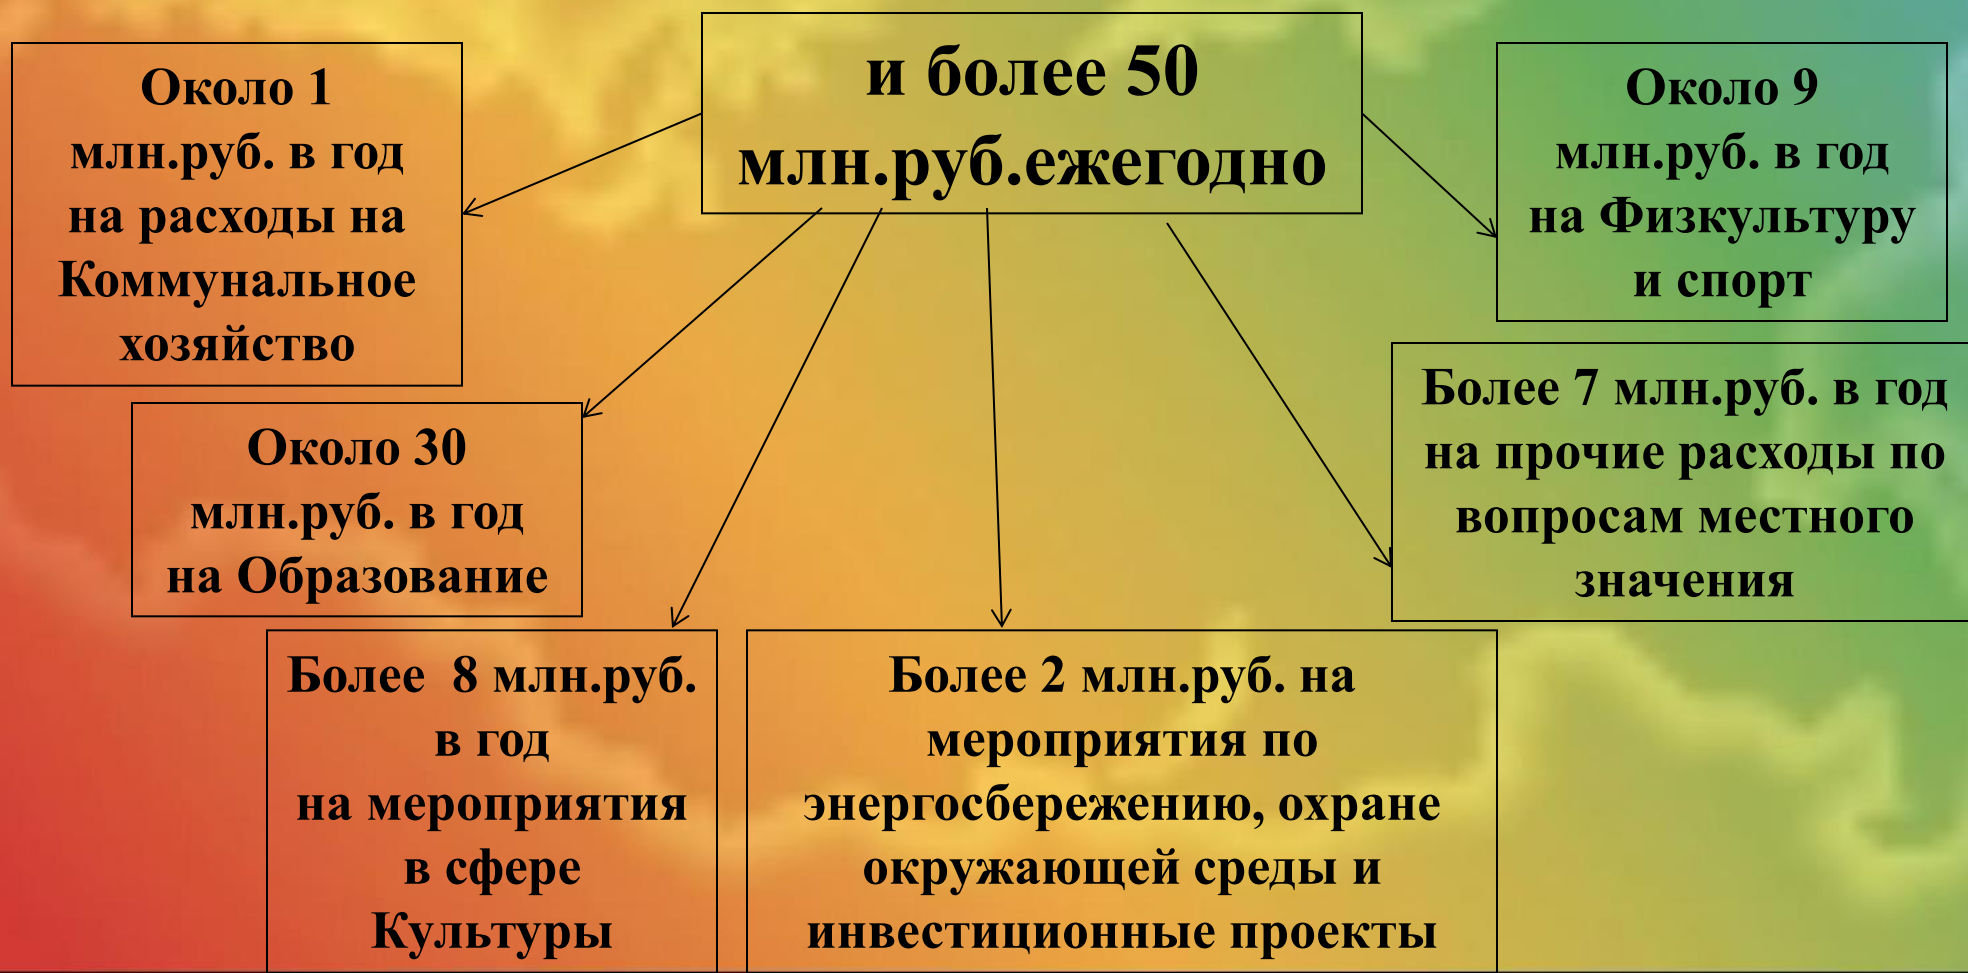 и более 50
млн.руб.ежегодно
Около 1
млн.руб. в год
на расходы на
Коммунальное
хозяйство
Около 9
млн.руб. в год
на Физкультуру
и спорт
Около 30
млн.руб. в год
на Образование
Более 7 млн.руб. в год
на прочие расходы по
вопросам местного
значения
Более  8 млн.руб.
в год
на мероприятия
в сфере
Культуры
Более 2 млн.руб. на
мероприятия по
энергосбережению, охране
окружающей среды и
инвестиционные проекты